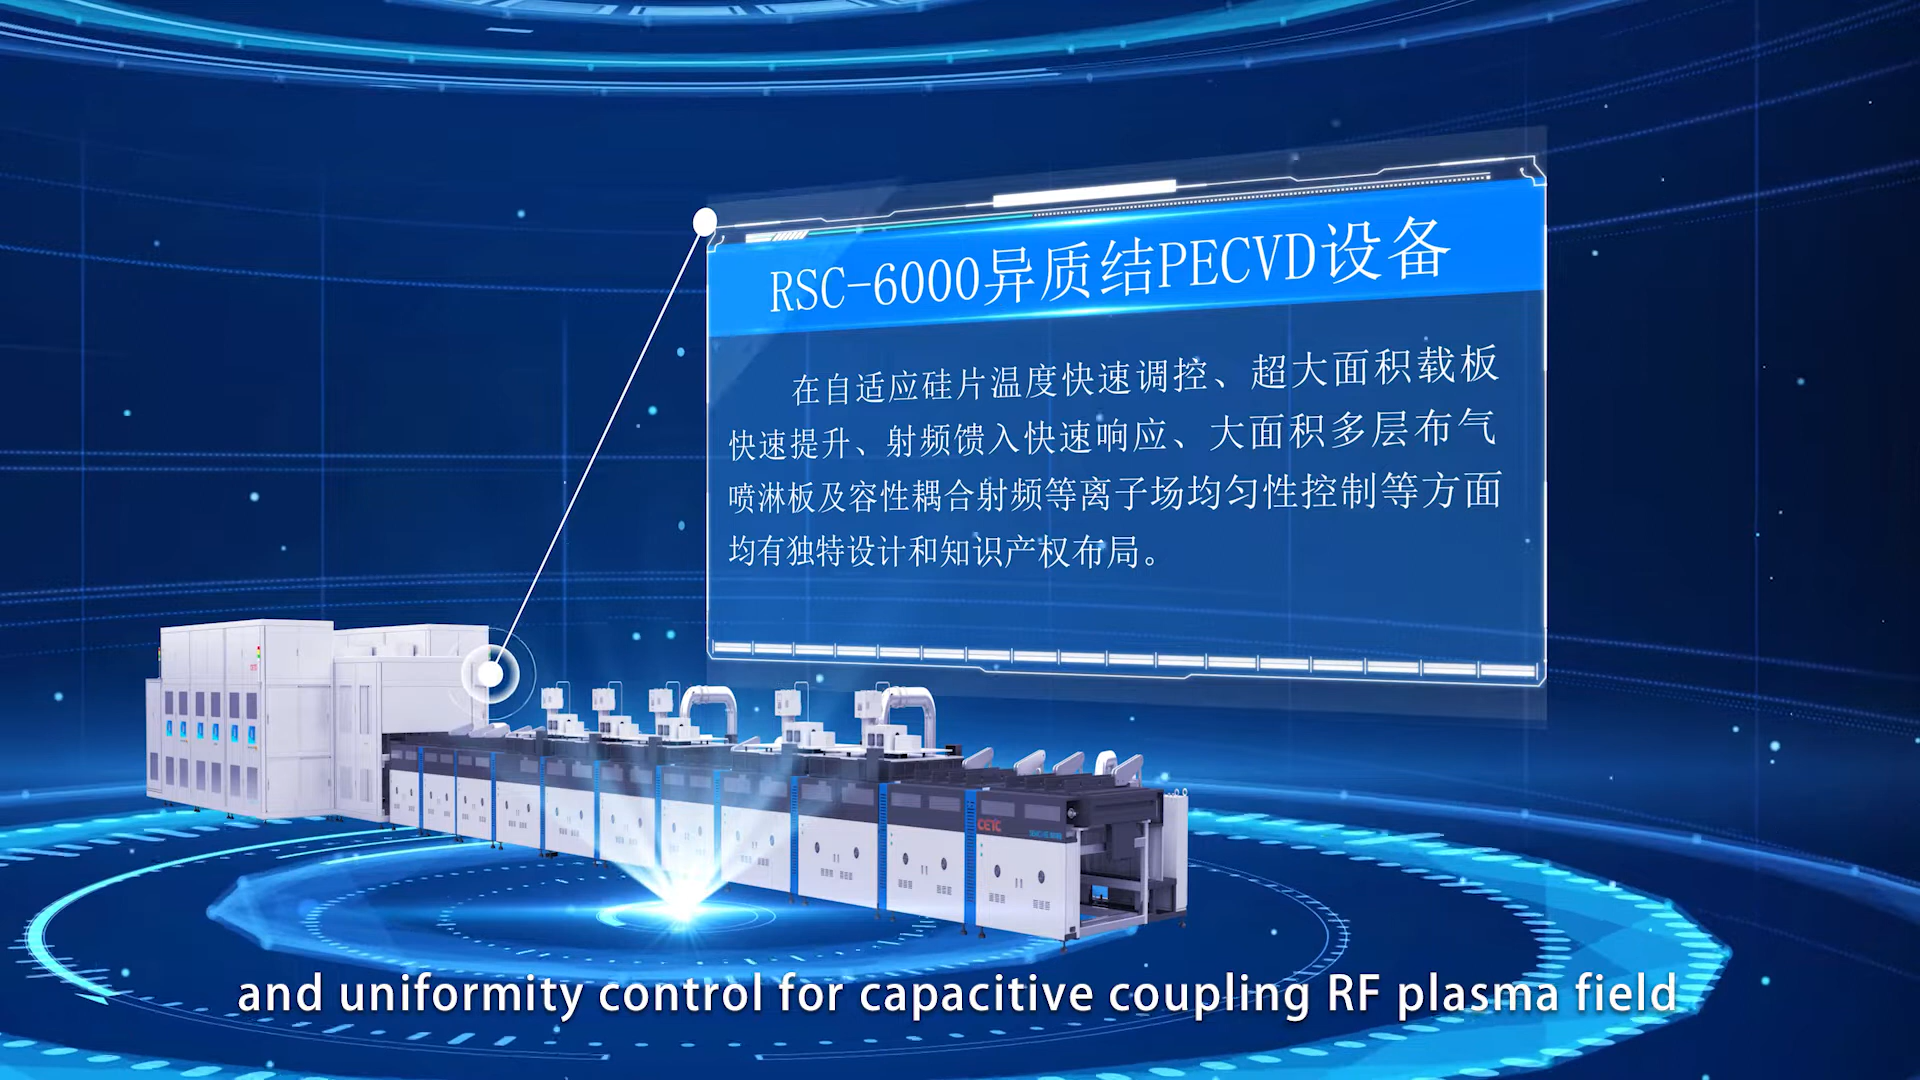 RSC-6000异质结PECVD设备
在自适应硅片温度快速调控、超大面积载板
快速提升、射频馈入快速响应、大面积多层布气
喷淋板及容性耦合射频等离子场均匀性控制等方面
均有独特设计和知识产权布局。
CETC
and uniformity control for capacitive coupling RF plasma field